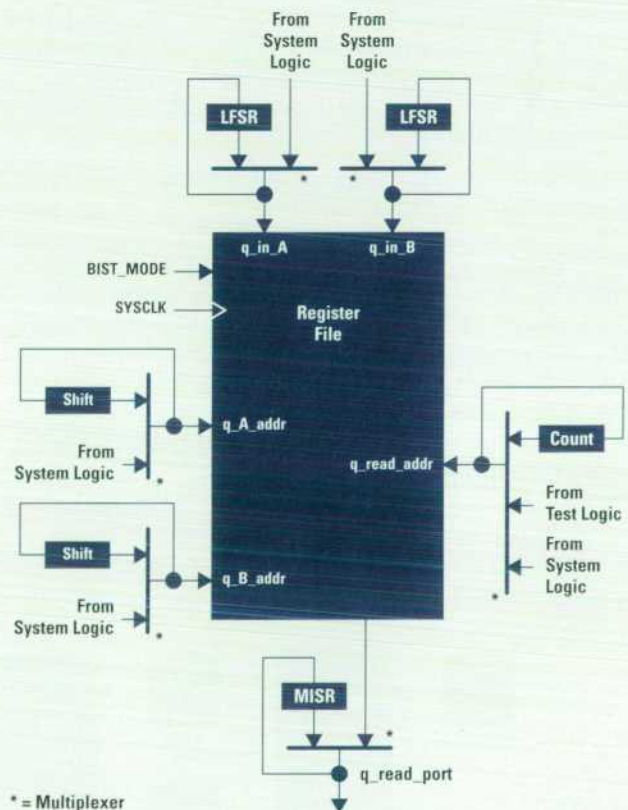 From
System
Logic
From
System
Logic
LFSR
LFSR
*
*
q_in_A
q_in_B
BIST_MODE
SYSCLK
Register
File
Shift
q_A_addr
From
System Logic
*
Count
q_read_addr
From
Test Logic
From
System
Logic
*
Shift
q_B_addr
From
System Logic
*
MISR
*
q_read_port
* = Multiplexer